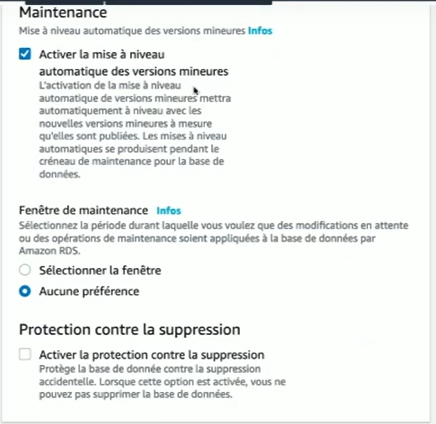 Maintenance
Mise à niveau automatique des versions mineures Infos
Activer la mise à niveau
automatique des versions mineures
L'activation de la mise à niveau
automatique de versions mineures mettra
automatiquement à niveau avec les
nouvelles versions mineures à mesure
qu'elles sont publiées. Les mises à niveau
automatiques se produisent pendant le
créneau de maintenance pour la base de
données.
Fenêtre de maintenance Infos
Sélectionnez la période durant laquelle vous voulez que des modifications en attente
ou des opérations de maintenance soient appliquées à la base de données par
Amazon RDS.
Sélectionner la fenêtre
Aucune préférence
Protection contre la suppression
Activer la protection contre la suppression
Protège la base de donnée contre la suppression
accidentelle. Lorsque cette option est activée, vous ne
pouvez pas supprimer la base de données.